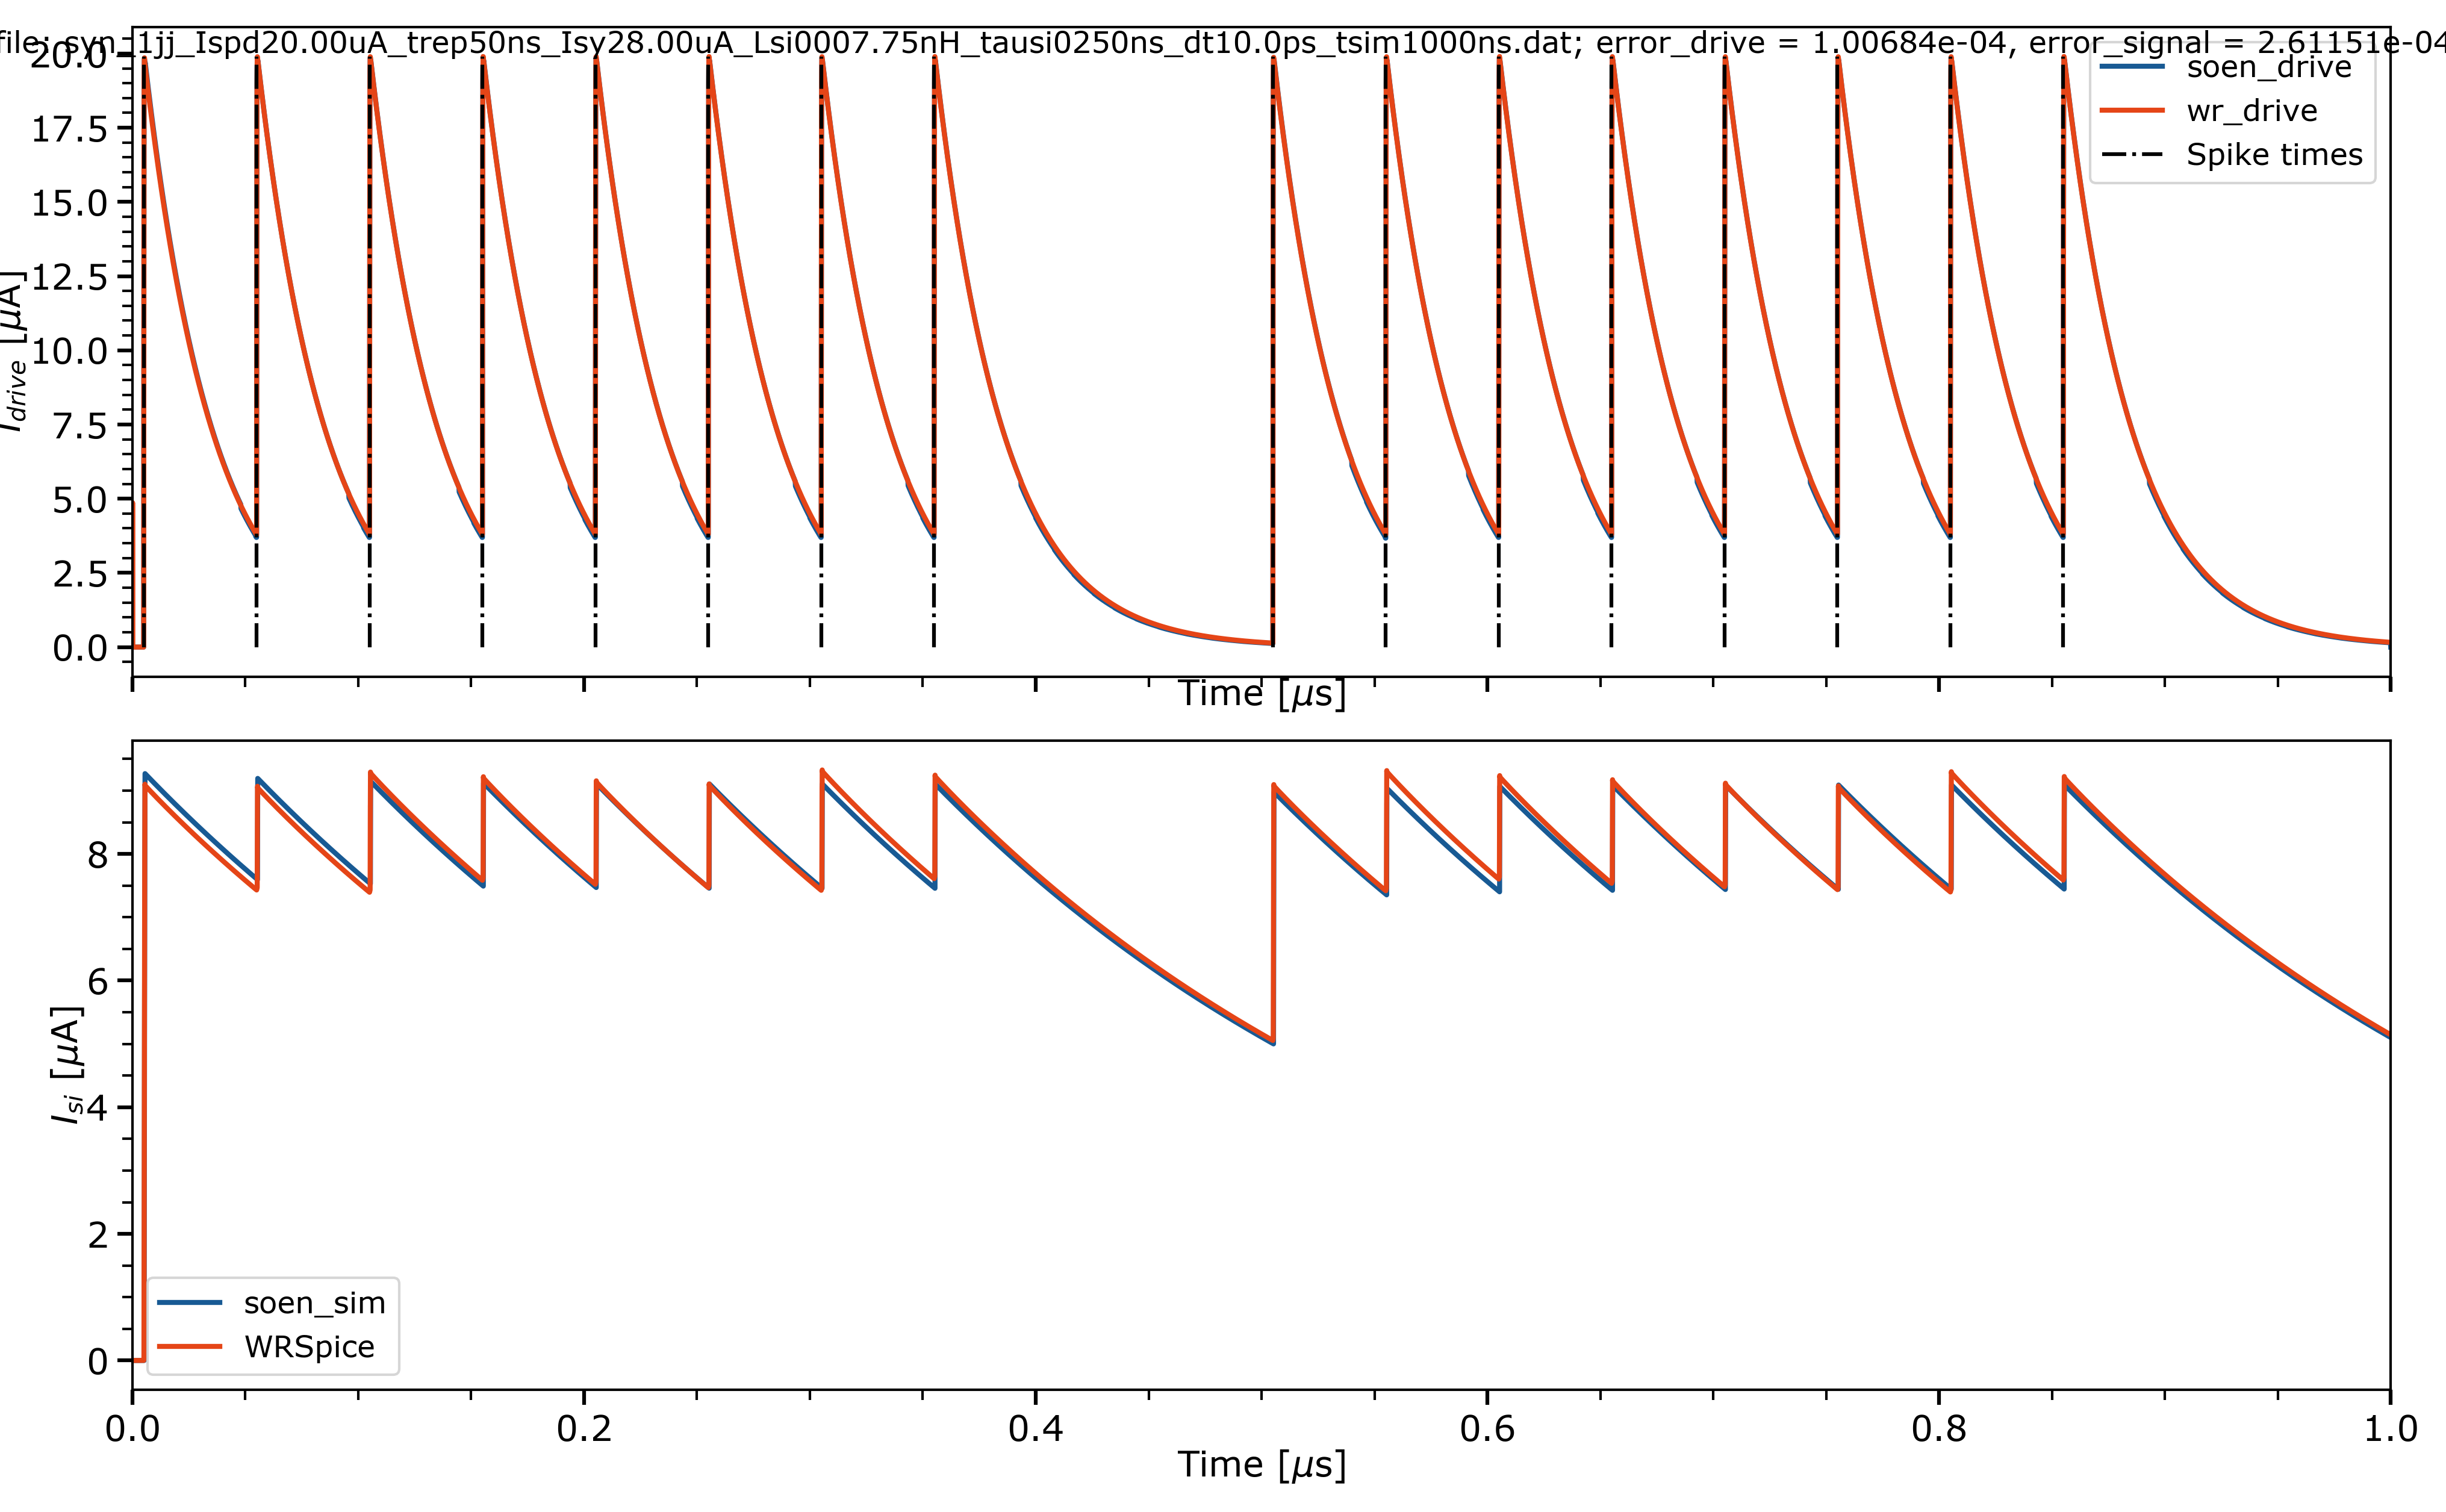 file: syn_1jj_Ispd20.00uA_trep50ns_Isy28.00uA_Lsi0007.75nH_tausi0250ns_dt10.0ps_tsim1000ns.dat; error_drive = 1.00684e-04, error_signal = 2.61151e-04
20.0
17.5
15.0
12.5
10.0
7.5
5.0
2.5
0.0
I_drive [μA]
soen_drive
wr_drive
Spike times
Time [μs]
8
6
4
2
0
I_si [μA]
soen_sim
WRSpice
0.0 0.2 0.4 0.6 0.8 1.0
Time [μs]